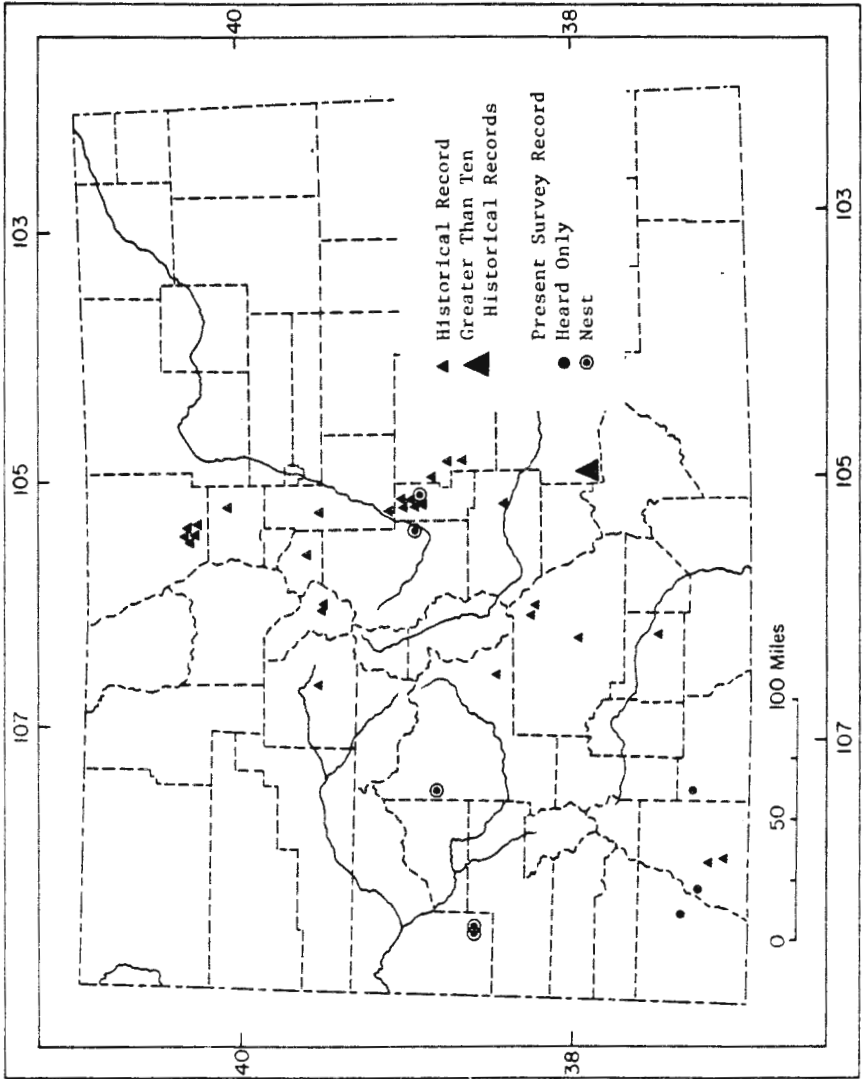 107 105 103
40 40
Historical Record
Greater Than Ten
Historical Records
Present Survey Record
Heard Only
Nest
38 38
0 50 100 Miles
107 105 103